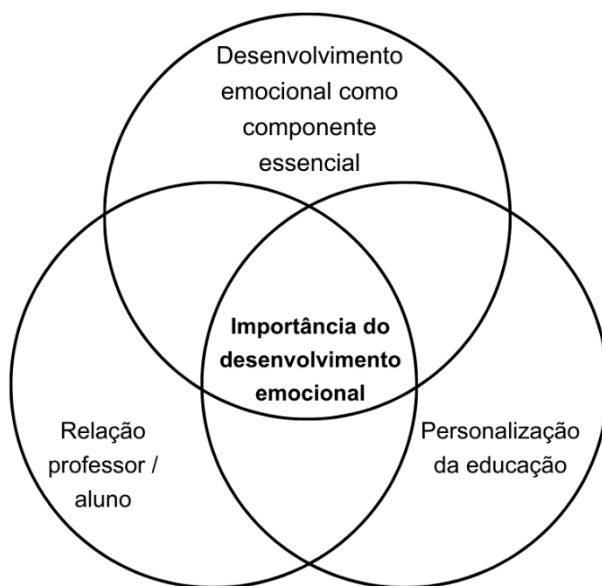 Desenvolvimento
emocional como
componente
essencial
Importância do
desenvolvimento
emocional
Relação
professor /
aluno
Personalização
da educação